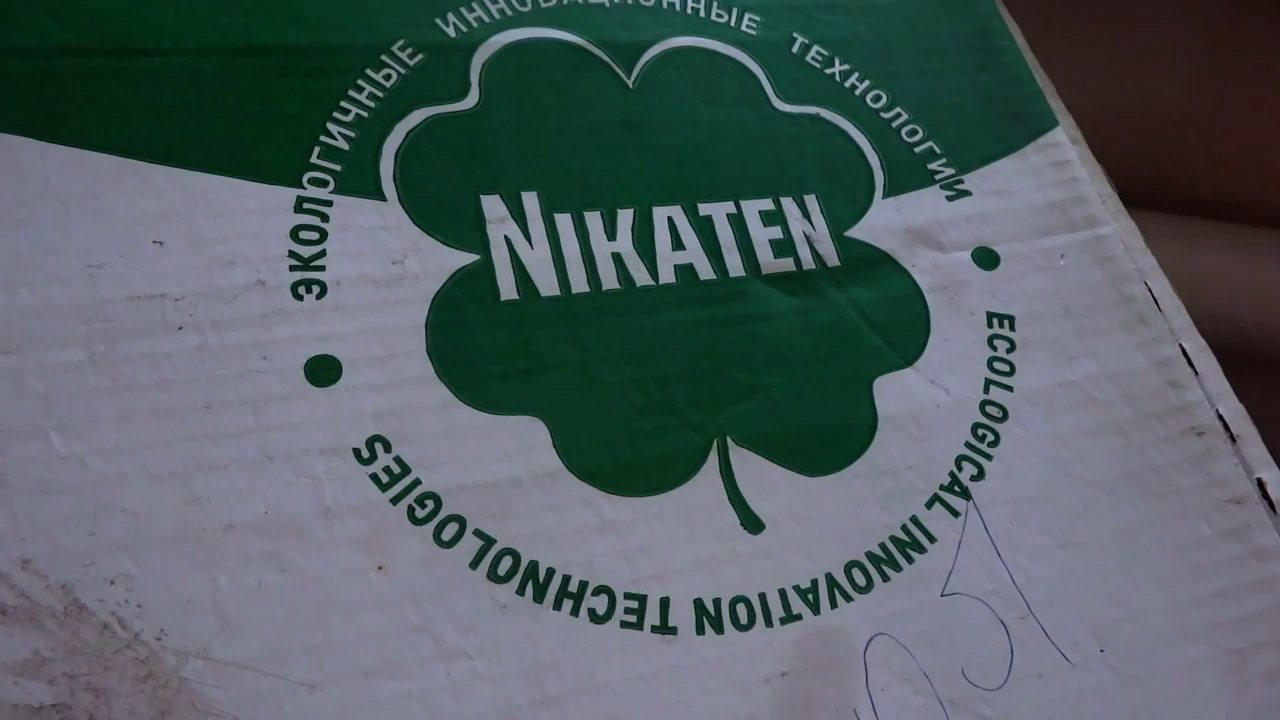 ЭКОЛОГИЧНЫЕ ИННОВАЦИОННЫЕ ТЕХНОЛОГИИ
NIKATEN
ECOLOGICAL INNOVATION TECHNOLOGIES